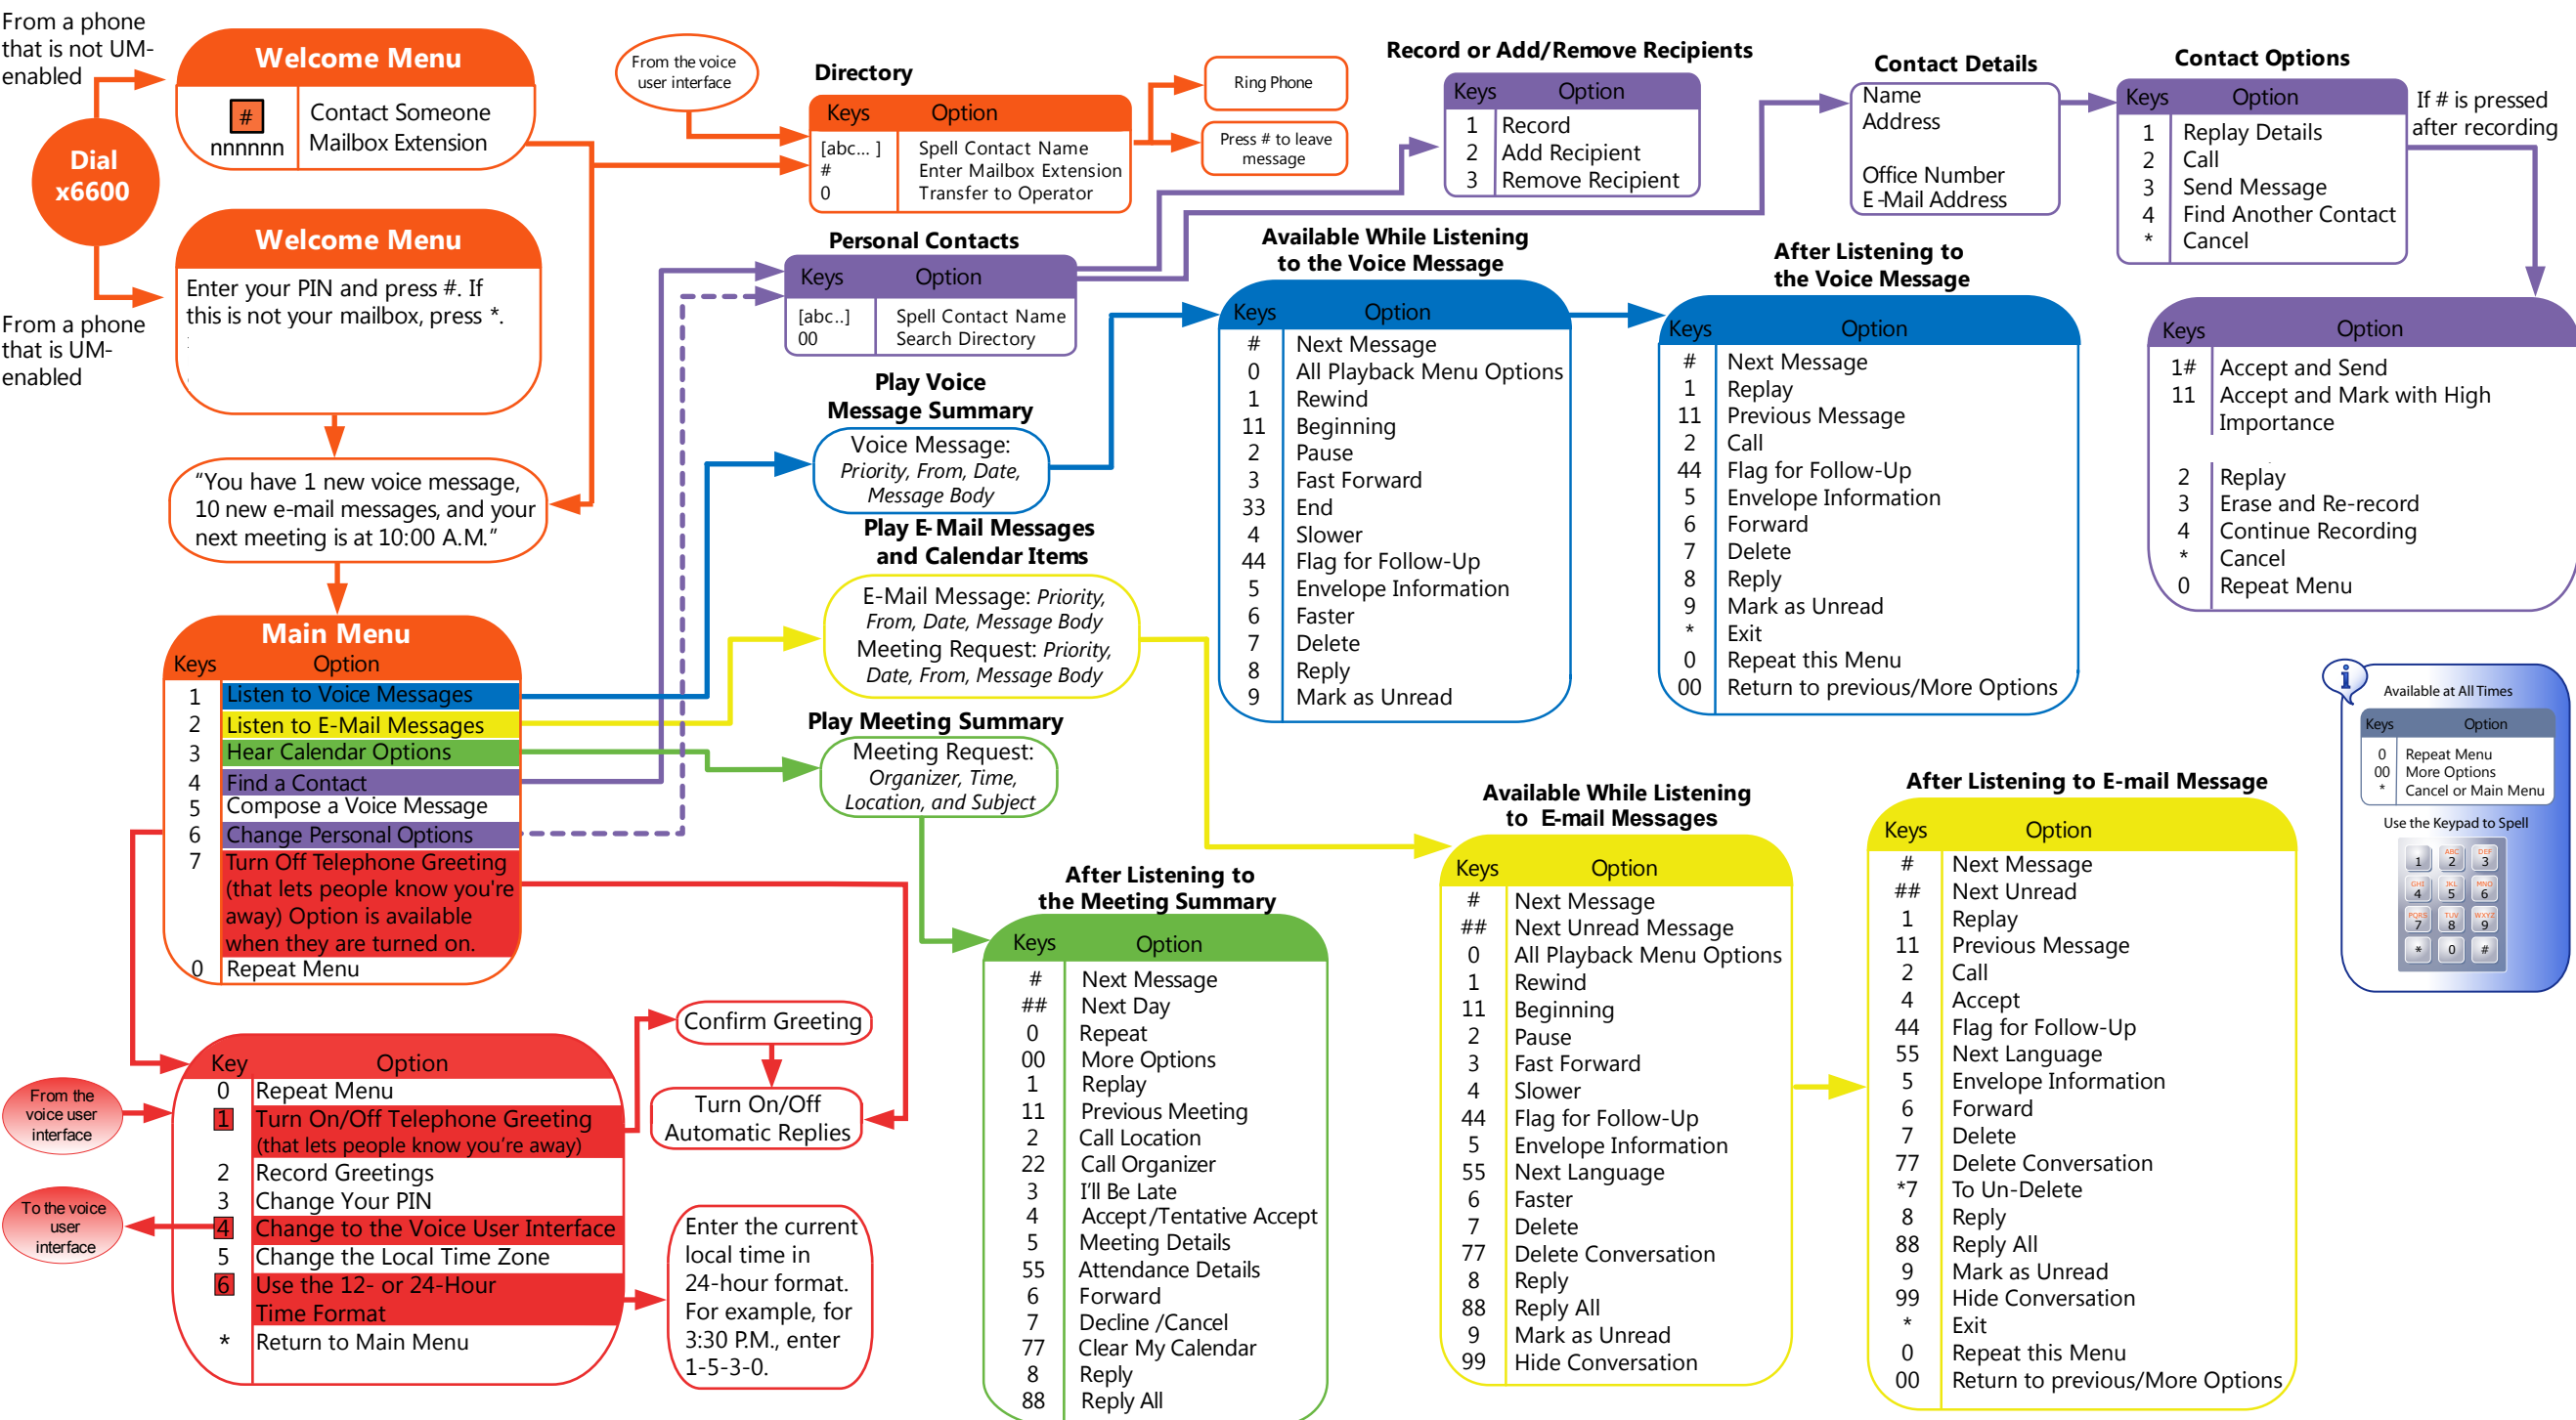 From a phone
that is not UM-
enabled
Welcome Menu
# Contact Someone
nnnnnn Mailbox Extension
Dial
x6600
Welcome Menu
Enter your PIN and press #. If
this is not your mailbox, press *.
From a phone
that is UM-
enabled
"You have 1 new voice message,
10 new e-mail messages, and your
next meeting is at 10:00 A.M."
Main Menu
Keys Option
1 Listen to Voice Messages
2 Listen to E-Mail Messages
3 Hear Calendar Options
4 Find a Contact
5 Compose a Voice Message
6 Change Personal Options
7 Turn Off Telephone Greeting
(that lets people know you're
away) Option is available
when they are turned on.
0 Repeat Menu
Key Option
0 Repeat Menu
1 Turn On/Off Telephone Greeting
(that lets people know you're away)
2 Record Greetings
3 Change Your PIN
4 Change to the Voice User Interface
5 Change the Local Time Zone
6 Use the 12- or 24-Hour
Time Format
* Return to Main Menu
From the
voice user
interface
To the voice
user
interface
Confirm Greeting
Turn On/Off
Automatic Replies
Enter the current
local time in
24-hour format.
For example, for
3:30 P.M., enter
1-5-3-0.
From the voice
user interface
Directory
Keys Option
[abc... ] Spell Contact Name
# Enter Mailbox Extension
0 Transfer to Operator
Ring Phone
Press # to leave
message
Personal Contacts
Keys Option
[abc..] Spell Contact Name
00 Search Directory
Play Voice
Message Summary
Voice Message:
Priority, From, Date,
Message Body
Play E-Mail Messages
and Calendar Items
E-Mail Message: Priority,
From, Date, Message Body
Meeting Request: Priority,
Date, From, Message Body
Play Meeting Summary
Meeting Request:
Organizer, Time,
Location, and Subject
After Listening to
the Meeting Summary
Keys Option
# Next Message
## Next Day
0 Repeat
00 More Options
1 Replay
11 Previous Meeting
2 Call Location
22 Call Organizer
3 I'll Be Late
4 Accept/Tentative Accept
5 Meeting Details
55 Attendance Details
6 Forward
7 Decline /Cancel
77 Clear My Calendar
8 Reply
88 Reply All
Record or Add/Remove Recipients
Keys Option
1 Record
2 Add Recipient
3 Remove Recipient
Contact Details
Name
Address
Office Number
E-Mail Address
Contact Options
Keys Option
1 Replay Details
2 Call
3 Send Message
4 Find Another Contact
* Cancel
If # is pressed
after recording
Keys Option
1# Accept and Send
11 Accept and Mark with High
Importance
2 Replay
3 Erase and Re-record
4 Continue Recording
* Cancel
0 Repeat Menu
Available While Listening
to the Voice Message
Keys Option
# Next Message
0 All Playback Menu Options
1 Rewind
11 Beginning
2 Pause
3 Fast Forward
33 End
4 Slower
44 Flag for Follow-Up
5 Envelope Information
6 Faster
7 Delete
8 Reply
9 Mark as Unread
After Listening to
the Voice Message
Keys Option
# Next Message
1 Replay
11 Previous Message
2 Call
44 Flag for Follow-Up
5 Envelope Information
6 Forward
7 Delete
8 Reply
9 Mark as Unread
* Exit
0 Repeat this Menu
00 Return to previous/More Options
Available While Listening
to E-mail Messages
Keys Option
# Next Message
## Next Unread Message
0 All Playback Menu Options
1 Rewind
11 Beginning
2 Pause
3 Fast Forward
4 Slower
44 Flag for Follow-Up
5 Envelope Information
55 Next Language
6 Faster
7 Delete
77 Delete Conversation
8 Reply
88 Reply All
9 Mark as Unread
99 Hide Conversation
After Listening to E-mail Message
Keys Option
# Next Message
## Next Unread
1 Replay
11 Previous Message
2 Call
4 Accept
44 Flag for Follow-Up
55 Next Language
5 Envelope Information
6 Forward
7 Delete
77 Delete Conversation
*7 To Un-Delete
8 Reply
88 Reply All
9 Mark as Unread
99 Hide Conversation
* Exit
0 Repeat this Menu
00 Return to previous/More Options
i
Available at All Times
Keys Option
0 Repeat Menu
00 More Options
* Cancel or Main Menu
Use the Keypad to Spell
1 ABC 2 DEF 3
GHI 4 JKL 5 MNO 6
PQRS 7 TUV 8 WXYZ 9
* 0 #